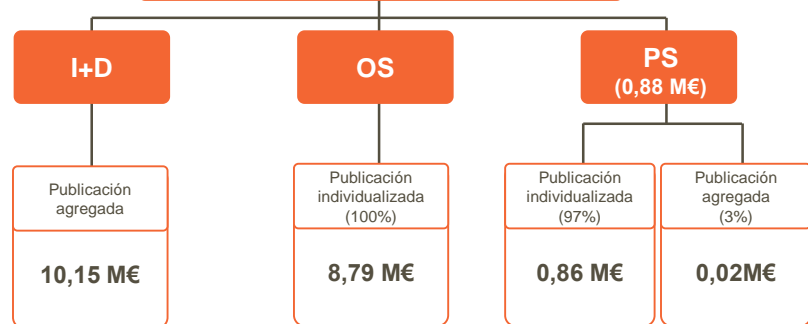 I+D
OS
PS
(0,88 M€)
Publicación
agregada
10,15 M€
Publicación
individualizada
(100%)
8,79 M€
Publicación
individualizada
(97%)
0,86 M€
Publicación
agregada
(3%)
0,02M€